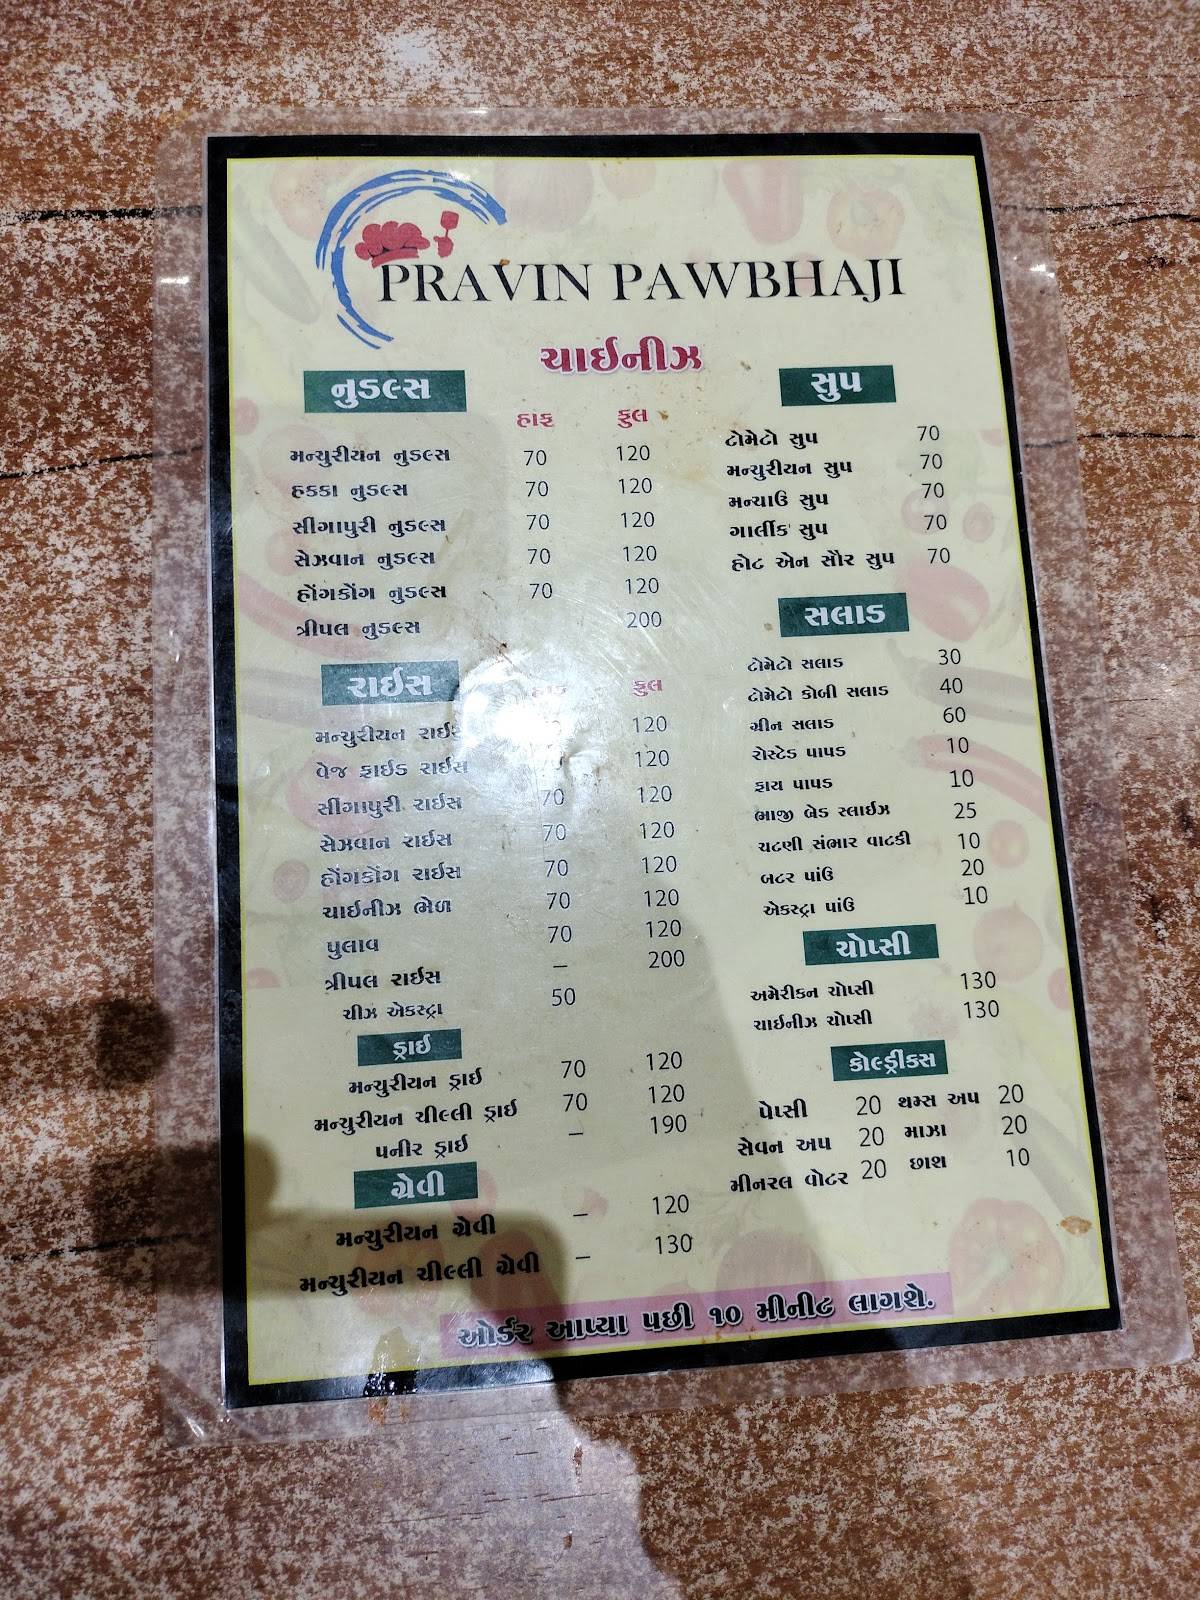 PRAVIN PAWBHAJI
ચાઈનીઝ
નુડલ્સ
હાફ ફુલ
મન્ચુરીયન નુડલ્સ 70 120
હક્કા નુડલ્સ 70 120
સીંગાપુરી નુડલ્સ 70 120
સેઝવાન નુડલ્સ 70 120
હોંગકોંગ નુડલ્સ 70 120
ત્રીપલ નુડલ્સ 200
રાઈસ
હાફ ફુલ
મન્ચુરીયન રાઈસ 120
વેજ ફ્રાઈડ રાઈસ 120
સીંગાપુરી રાઈસ 70 120
સેઝવાન રાઈસ 70 120
હોંગકોંગ રાઈસ 70 120
ચાઈનીઝ ભેળ 70 120
પુલાવ 70 120
ત્રીપલ રાઈસ – 200
ચીઝ એક્સ્ટ્રા 50
ડ્રાઈ
મન્ચુરીયન ડ્રાઈ 70 120
મન્ચુરીયન ચીલ્લી ડ્રાઈ 70 120
પનીર ડ્રાઈ – 190
ગ્રેવી
મન્ચુરીયન ગ્રેવી – 120
મન્ચુરીયન ચીલ્લી ગ્રેવી – 130
સુપ
ટોમેટો સુપ 70
મન્ચુરીયન સુપ 70
મન્ચાઉ સુપ 70
ગાર્લીક સુપ 70
હોટ એન સૌર સુપ 70
સલાડ
ટોમેટો સલાડ 30
ટોમેટો કોબી સલાડ 40
ગ્રીન સલાડ 60
રોસ્ટેડ પાપડ 10
ફ્રાય પાપડ 10
ભાજી બ્રેડ સ્લાઈઝ 25
ચટણી સંભાર વાટકી 10
બટર પાંઉ 20
એક્સ્ટ્રા પાંઉ 10
ચોપ્સી
અમેરીકન ચોપ્સી 130
ચાઈનીઝ ચોપ્સી 130
કોલ્ડ્રીંક્સ
પેપ્સી 20 થમ્સ અપ 20
સેવન અપ 20 માઝા 20
મીનરલ વોટર 20 છાશ 10
ઓર્ડર આપ્યા પછી ૧૦ મીનીટ લાગશે.